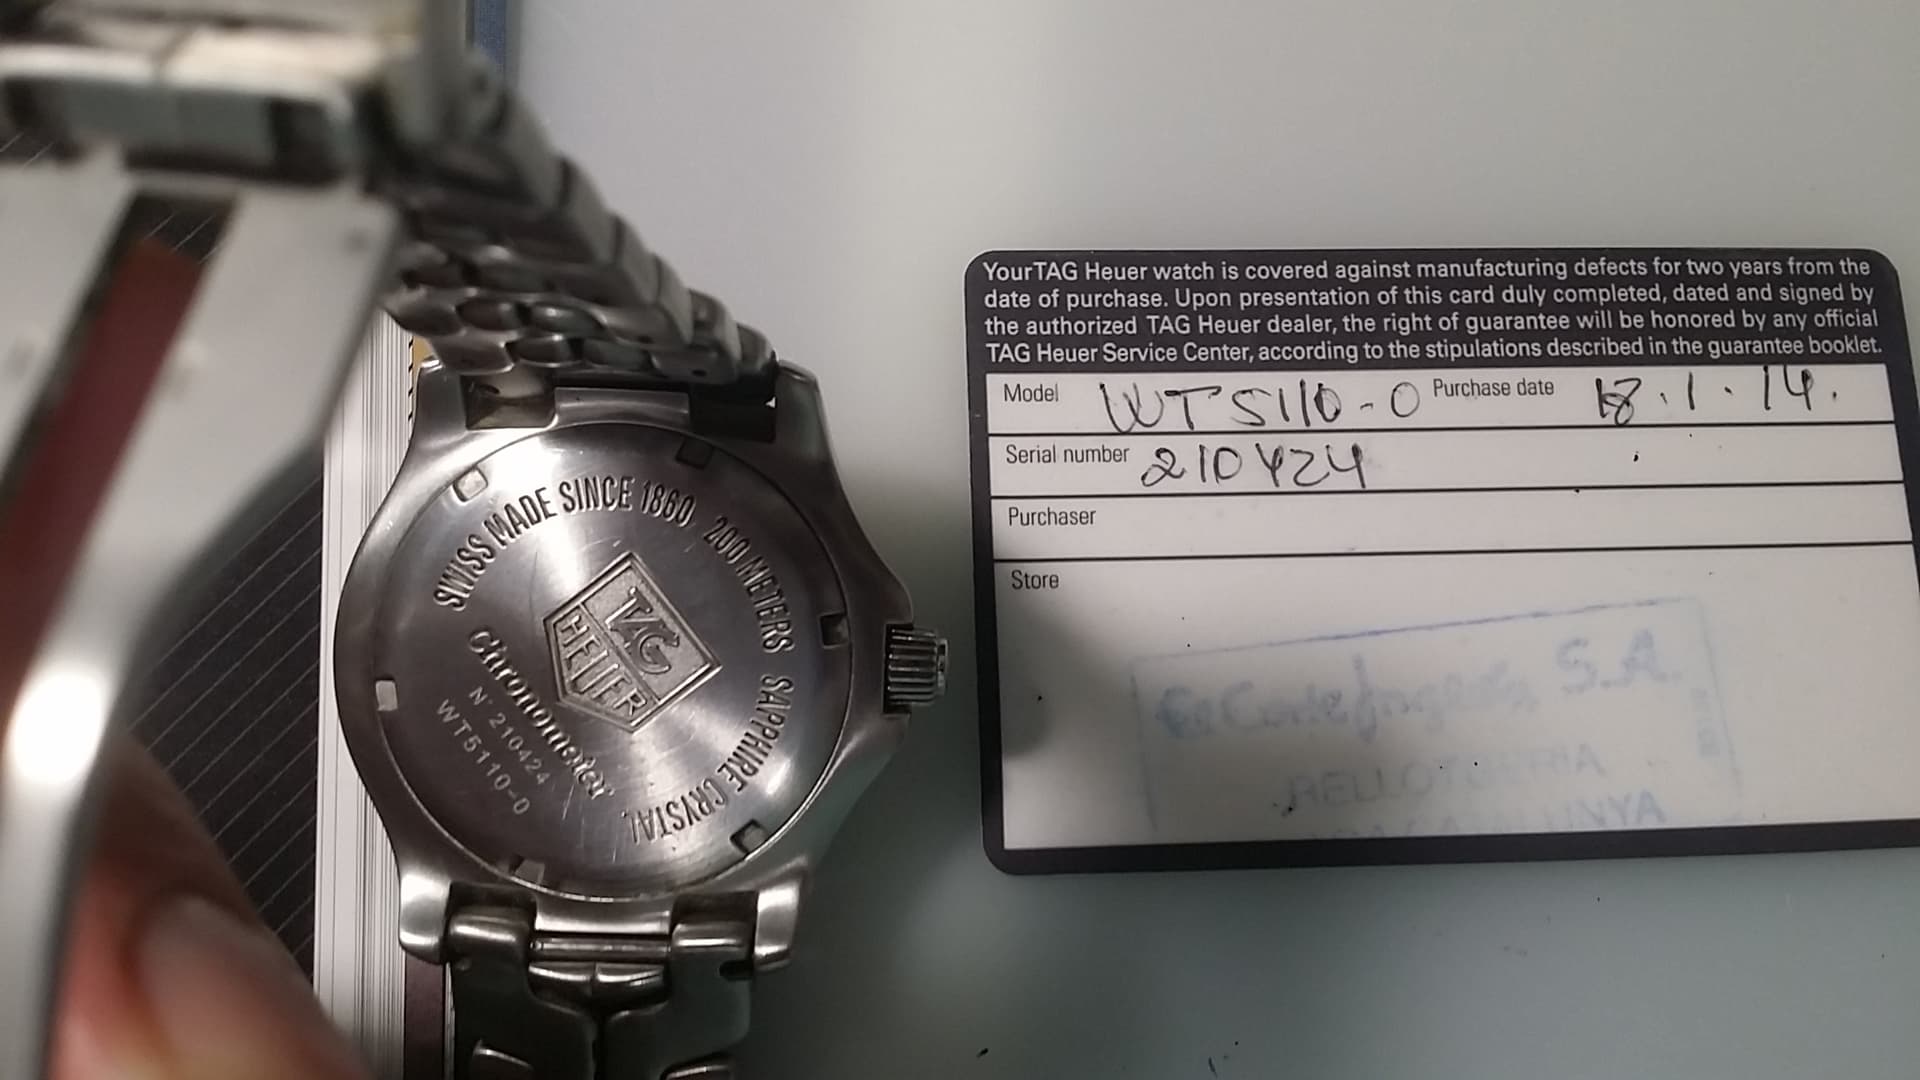 SWISS MADE SINCE 1860
200 METERS
SAPPHIRE CRYSTAL
TAG
HEUER
Chronometer
N° 210424
WT5110-0
Your TAG Heuer watch is covered against manufacturing defects for two years from the
date of purchase. Upon presentation of this card duly completed, dated and signed by
the authorized TAG Heuer dealer, the right of guarantee will be honored by any official
TAG Heuer Service Center, according to the stipulations described in the guarantee booklet.
Model WT5110-0 Purchase date 18.1.14.
Serial number 210424
Purchaser
Store
S.A.